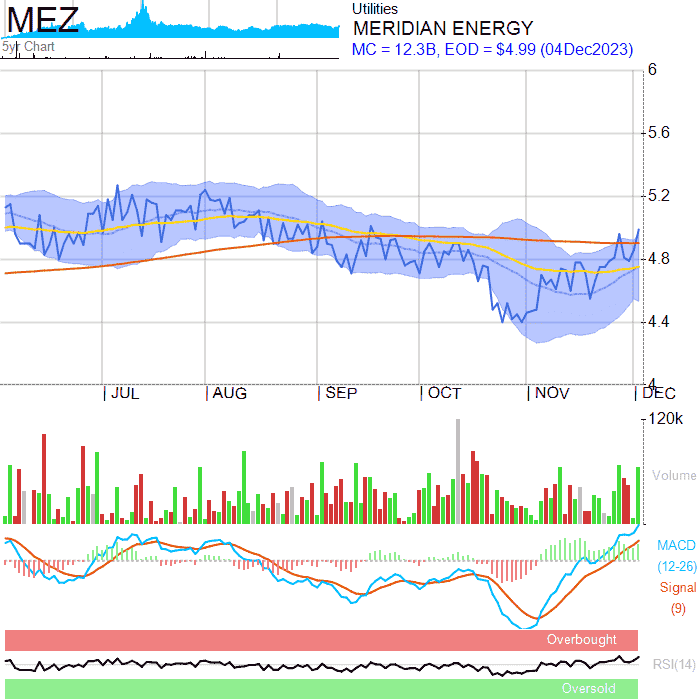 MEZ
5yr Chart
Utilities
MERIDIAN ENERGY
MC = 12.3B, EOD = $4.99 (04Dec2023)
6
5.6
5.2
4.8
4.4
4
JUL AUG SEP OCT NOV DEC
120k
Volume
MACD
(12-26)
Signal
(9)
Overbought
RSI(14)
Oversold